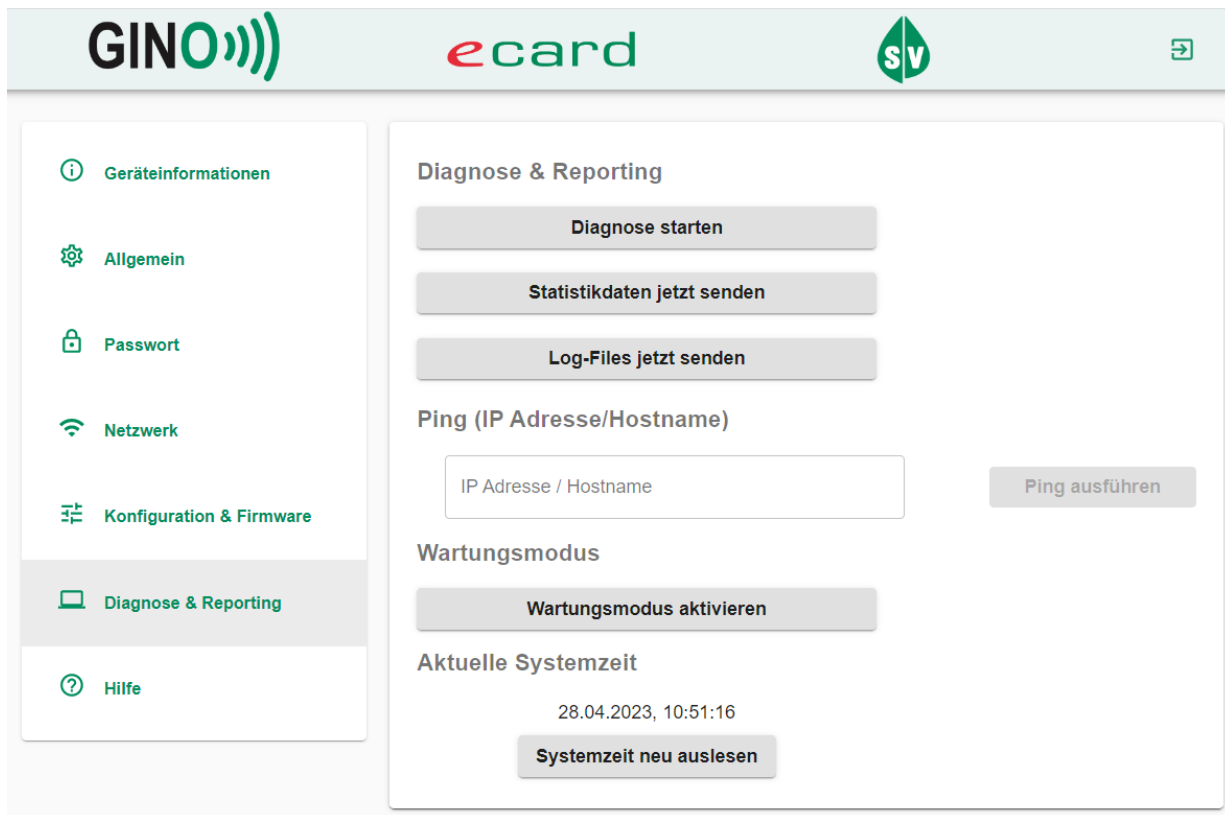 GINO
ecard
SV
Geräteinformationen
Allgemein
Passwort
Netzwerk
Konfiguration & Firmware
Diagnose & Reporting
Hilfe
Diagnose & Reporting
Diagnose starten
Statistikdaten jetzt senden
Log-Files jetzt senden
Ping (IP Adresse/Hostname)
IP Adresse / Hostname
Ping ausführen
Wartungsmodus
Wartungsmodus aktivieren
Aktuelle Systemzeit
28.04.2023, 10:51:16
Systemzeit neu auslesen